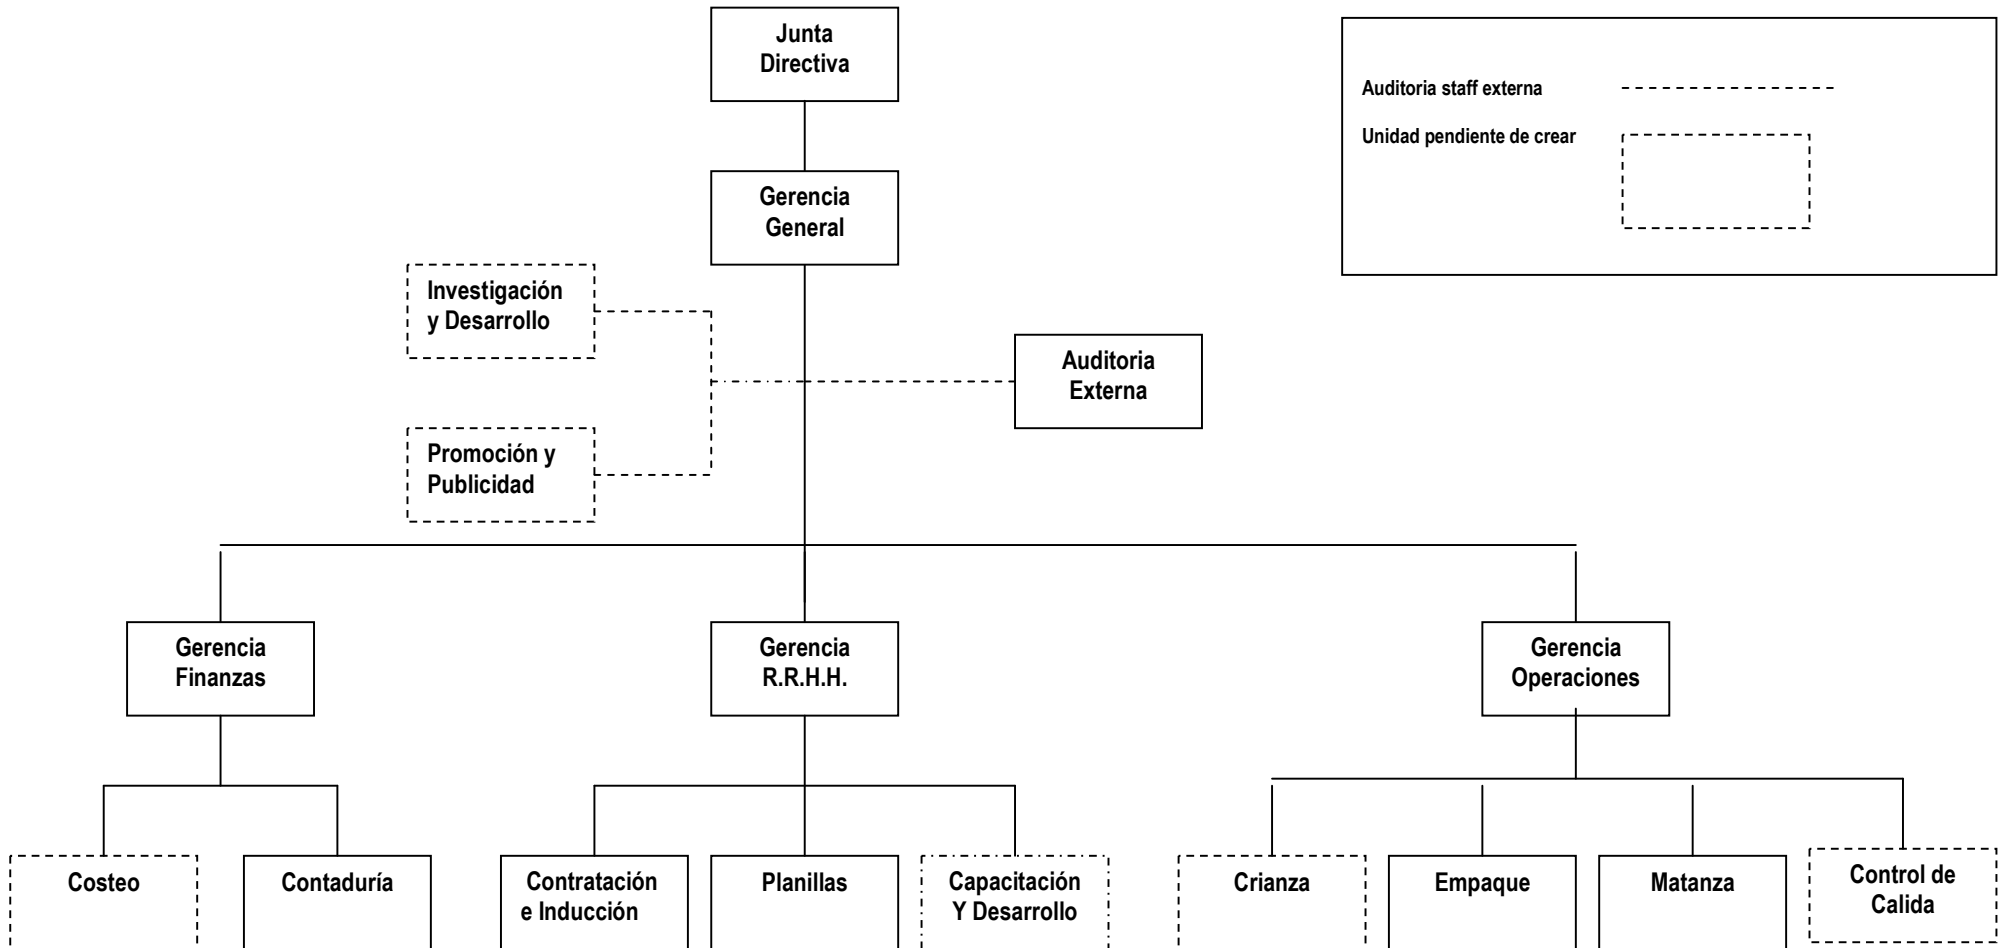 Junta
Directiva
Auditoria staff externa
Unidad pendiente de crear
Gerencia
General
Investigación
y Desarrollo
Auditoria
Externa
Promoción y
Publicidad
Gerencia
Finanzas
Gerencia
R.R.H.H.
Gerencia
Operaciones
Costeo
Contaduría
Contratación
e Inducción
Planillas
Capacitación
Y Desarrollo
Crianza
Empaque
Matanza
Control de
Calida